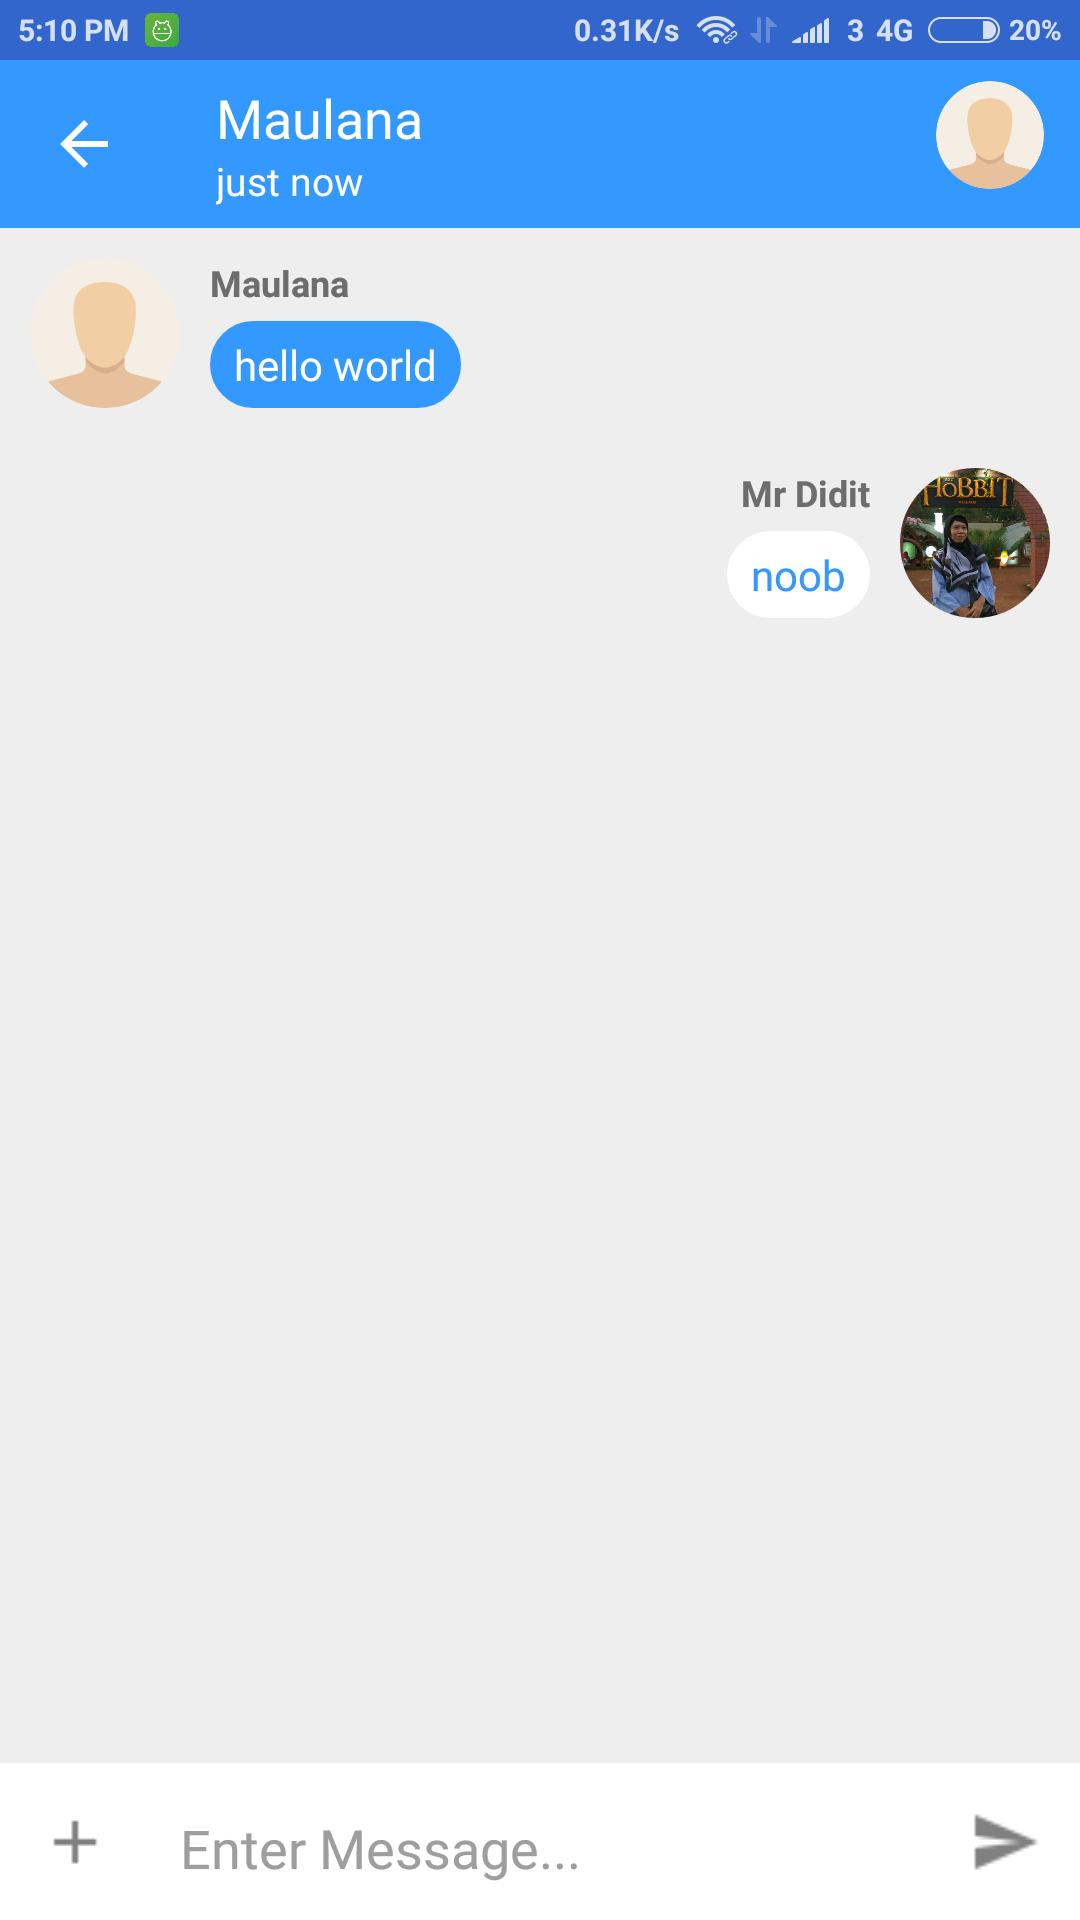 5:10 PM 0.31K/s 3 4G 20%
Maulana
just now
Maulana
hello world
Mr Didit
HOBBIT
noob
Enter Message...